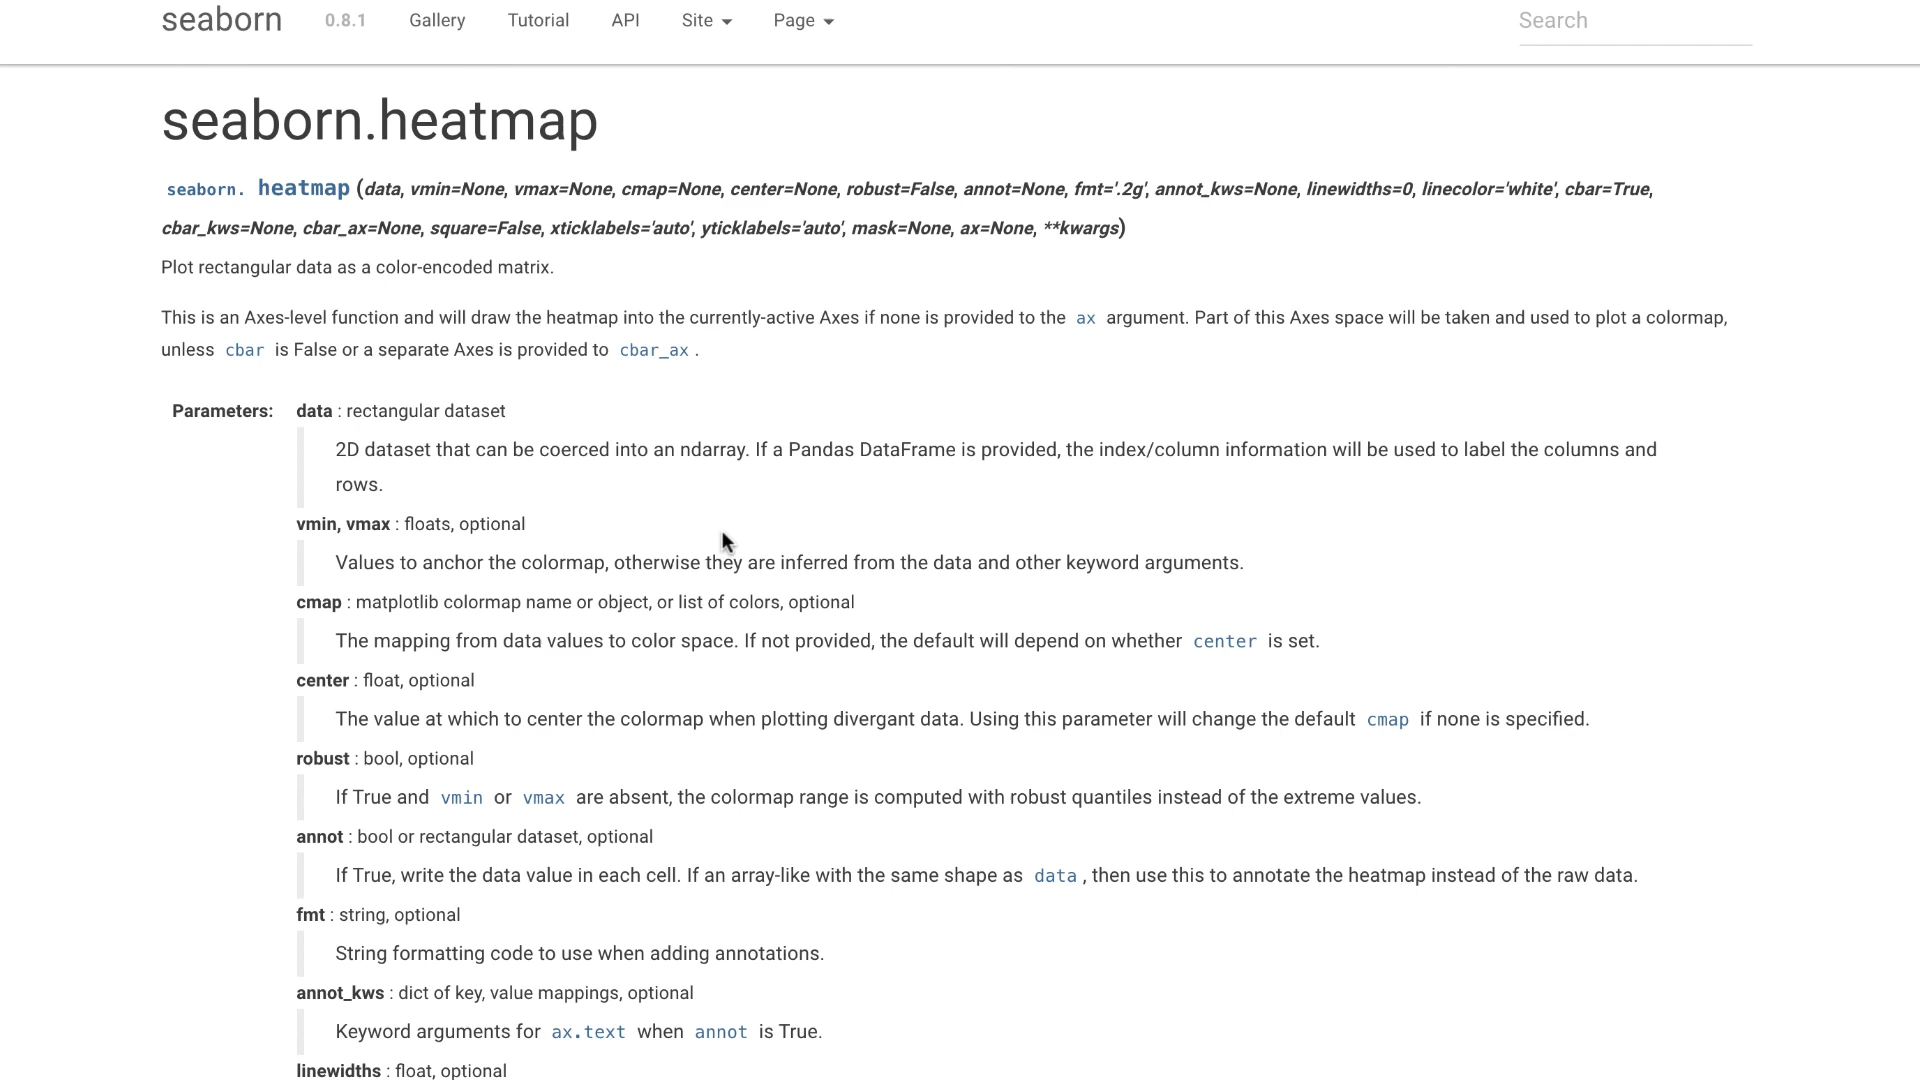 seaborn 0.8.1 Gallery Tutorial API Site Page Search
seaborn.heatmap
seaborn. heatmap (data, vmin=None, vmax=None, cmap=None, center=None, robust=False, annot=None, fmt='.2g', annot_kws=None, linewidths=0, linecolor='white', cbar=True,
cbar_kws=None, cbar_ax=None, square=False, xticklabels='auto', yticklabels='auto', mask=None, ax=None, **kwargs)
Plot rectangular data as a color-encoded matrix.
This is an Axes-level function and will draw the heatmap into the currently-active Axes if none is provided to the ax argument. Part of this Axes space will be taken and used to plot a colormap,
unless cbar is False or a separate Axes is provided to cbar_ax .
Parameters: data : rectangular dataset
2D dataset that can be coerced into an ndarray. If a Pandas DataFrame is provided, the index/column information will be used to label the columns and
rows.
vmin, vmax : floats, optional
Values to anchor the colormap, otherwise they are inferred from the data and other keyword arguments.
cmap : matplotlib colormap name or object, or list of colors, optional
The mapping from data values to color space. If not provided, the default will depend on whether center is set.
center : float, optional
The value at which to center the colormap when plotting divergant data. Using this parameter will change the default cmap if none is specified.
robust : bool, optional
If True and vmin or vmax are absent, the colormap range is computed with robust quantiles instead of the extreme values.
annot : bool or rectangular dataset, optional
If True, write the data value in each cell. If an array-like with the same shape as data , then use this to annotate the heatmap instead of the raw data.
fmt : string, optional
String formatting code to use when adding annotations.
annot_kws : dict of key, value mappings, optional
Keyword arguments for ax.text when annot is True.
linewidths : float, optional